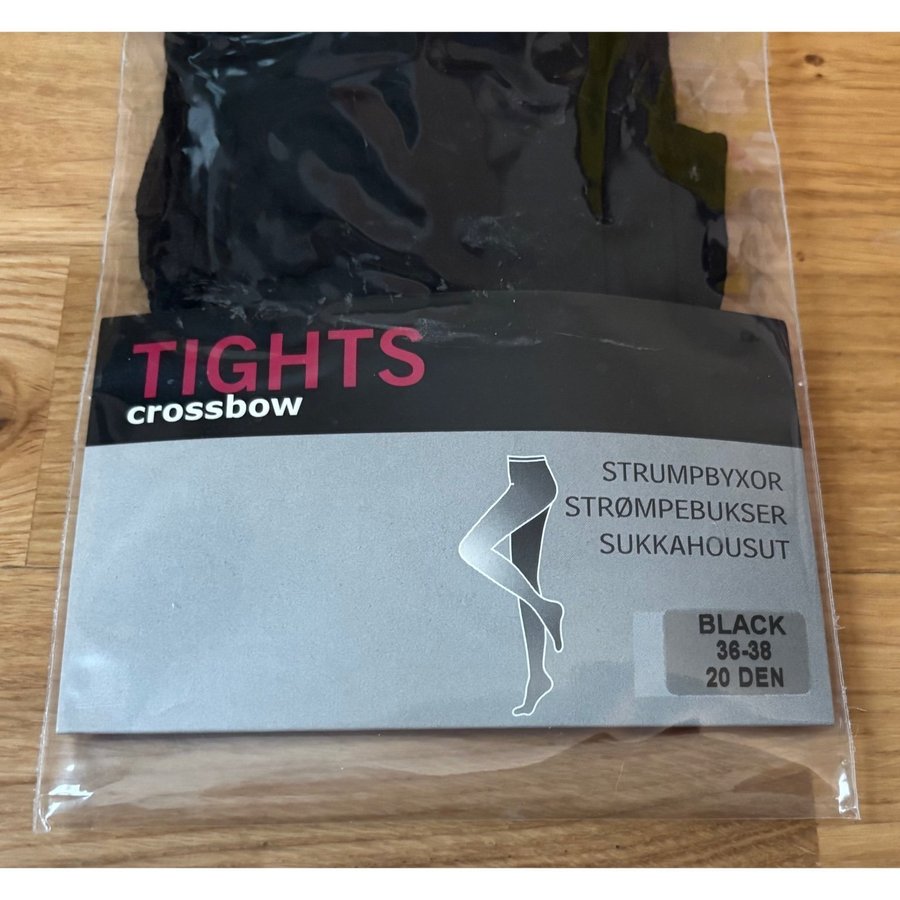 TIGHTS
crossbow
STRUMPBYXOR
STRØMPEBUKSER
SUKKAHOUSUT
BLACK
36-38
20 DEN